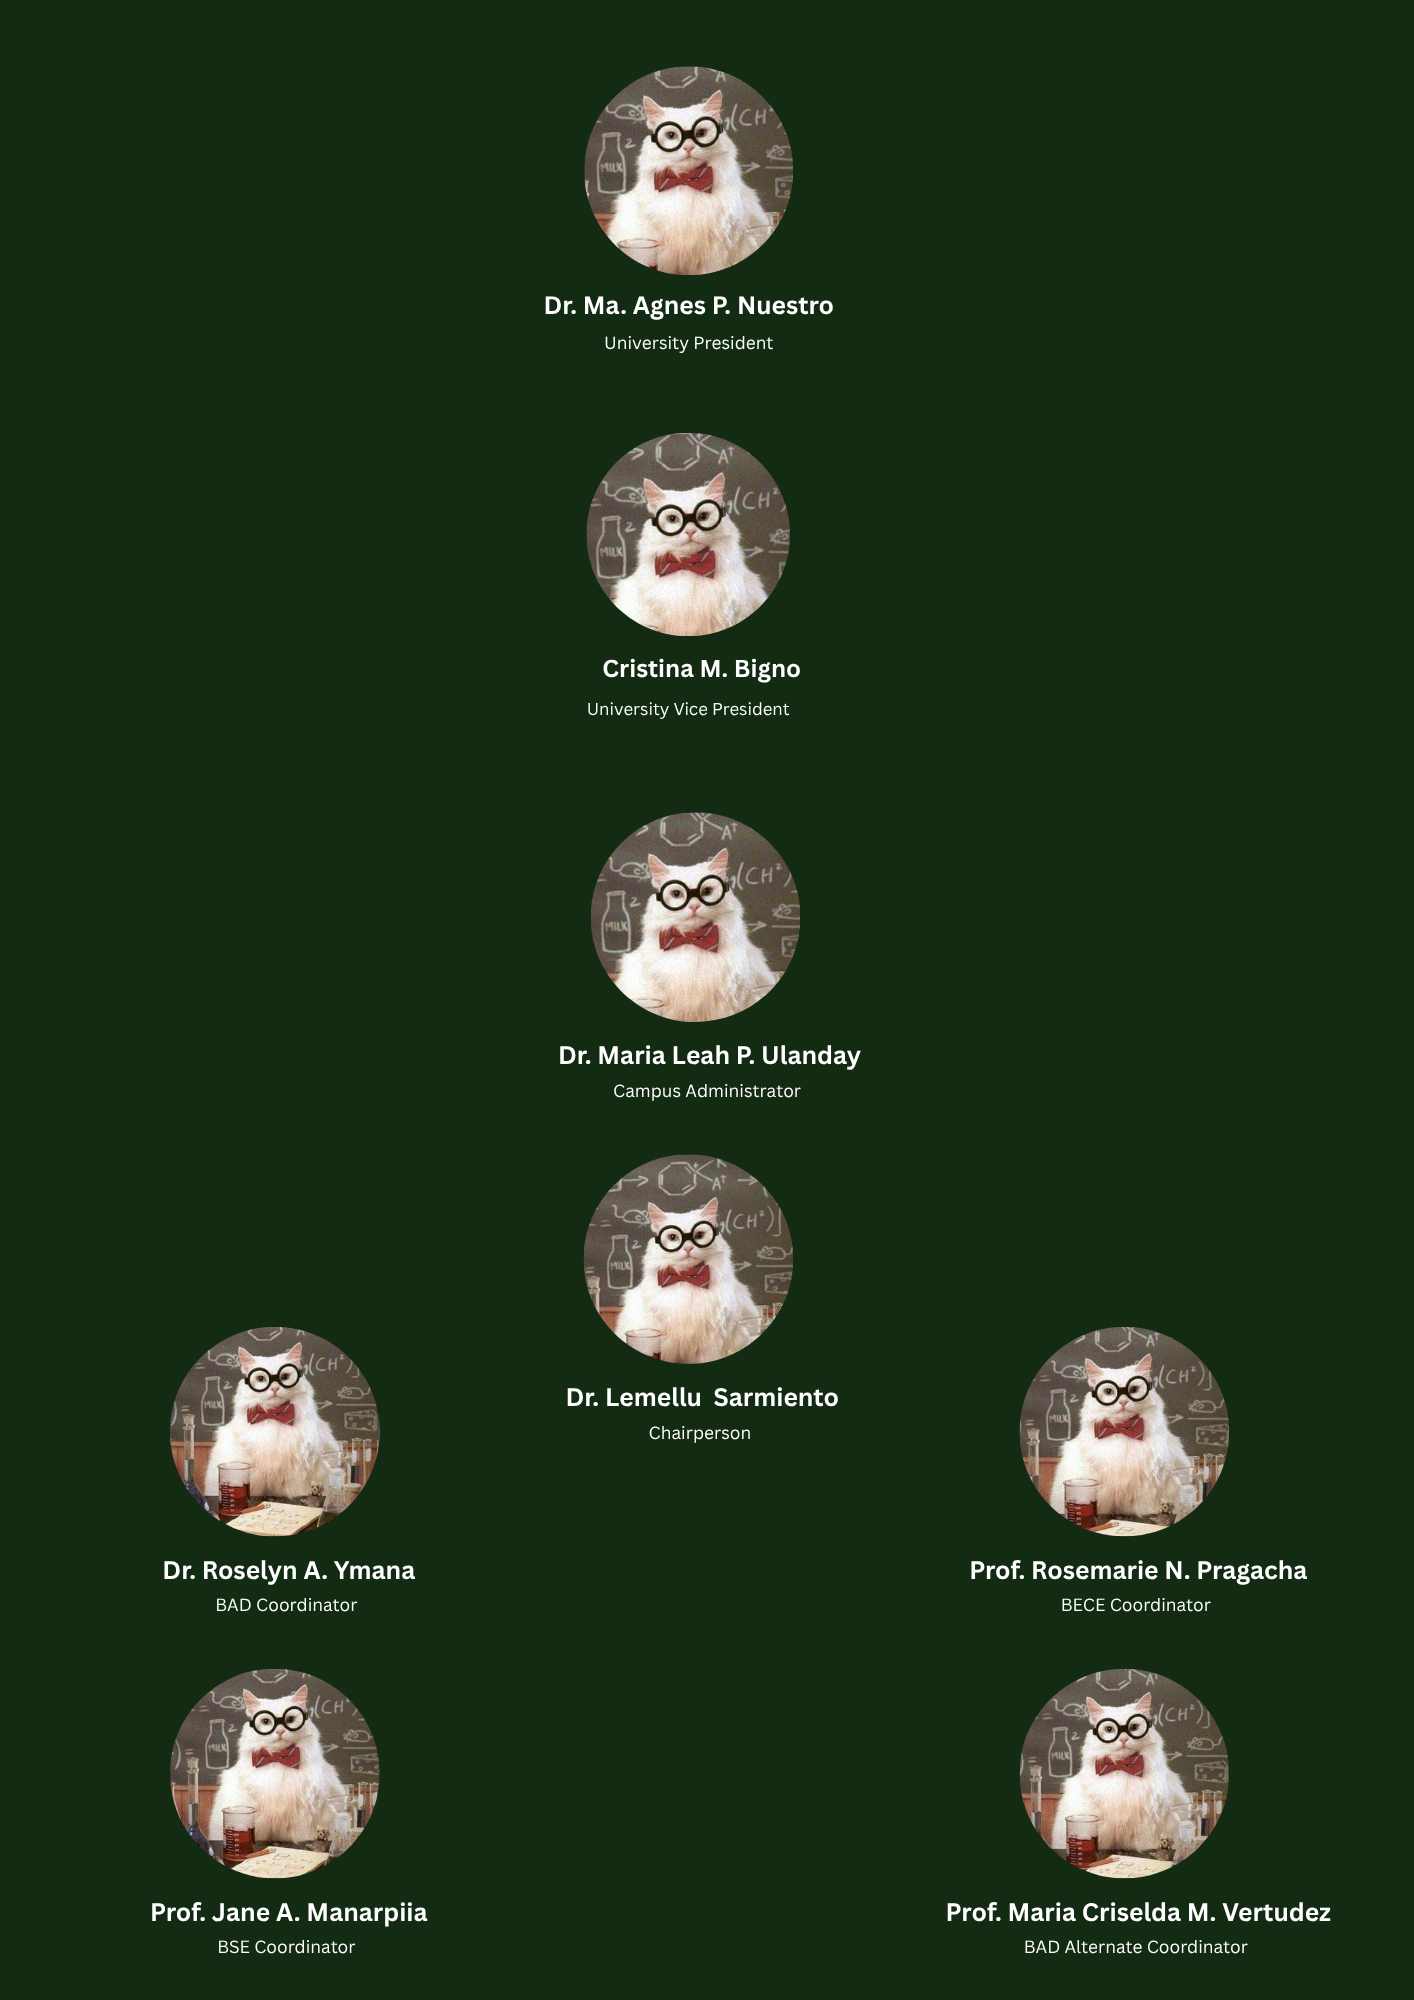 Dr. Ma. Agnes P. Nuestro
University President
Cristina M. Bigno
University Vice President
Dr. Maria Leah P. Ulanday
Campus Administrator
Dr. Lemellu  Sarmiento
Chairperson
Dr. Roselyn A. Ymana
BAD Coordinator
Prof. Rosemarie N. Pragacha
BECE Coordinator
Prof. Jane A. Manarpiia
BSE Coordinator
Prof. Maria Criselda M. Vertudez
BAD Alternate Coordinator
MILK
(CH²)